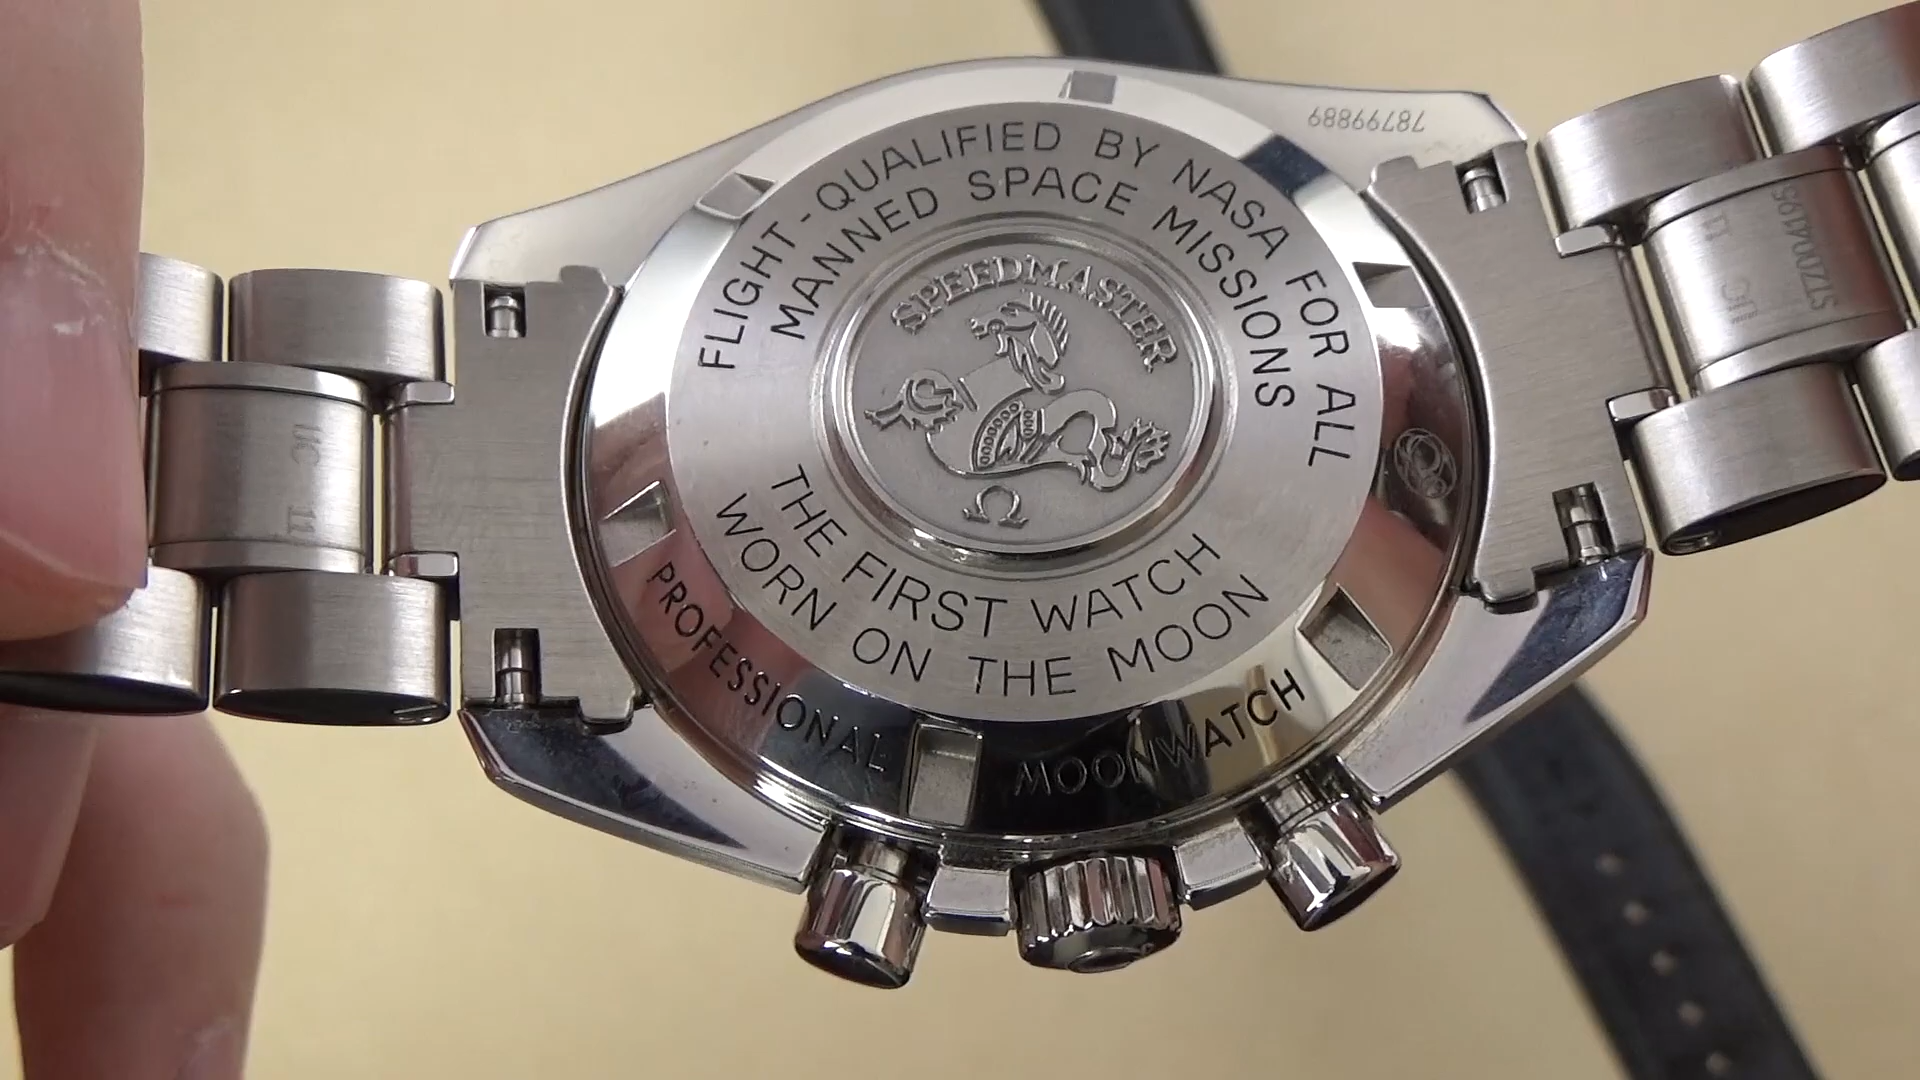 FLIGHT-QUALIFIED BY NASA FOR ALL
MANNED SPACE MISSIONS
SPEEDMASTER
Ω
THE FIRST WATCH
WORN ON THE MOON
PROFESSIONAL MOONWATCH
78799889
STZ004195